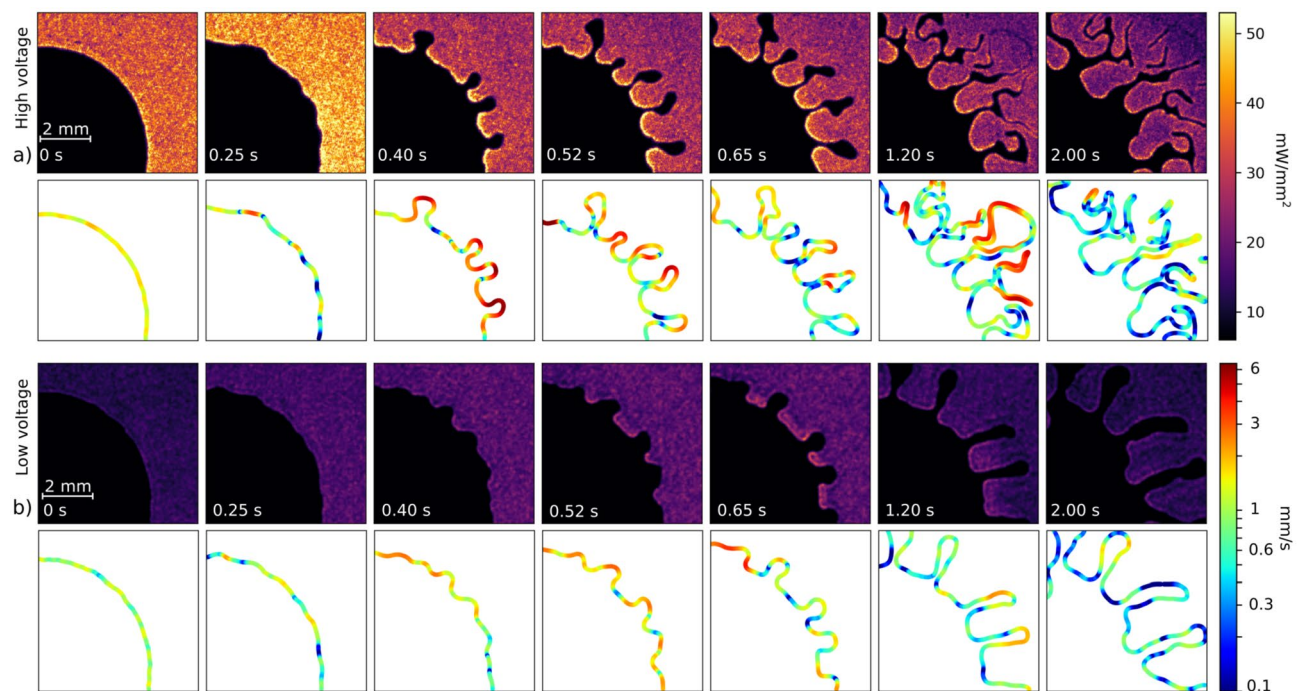 High voltage
a)
2 mm
0 s
0.25 s
0.40 s
0.52 s
0.65 s
1.20 s
2.00 s
50
40
30
20
10
mW/mm²
Low voltage
b)
2 mm
0 s
0.25 s
0.40 s
0.52 s
0.65 s
1.20 s
2.00 s
6
3
1
0.6
0.3
0.1
mm/s